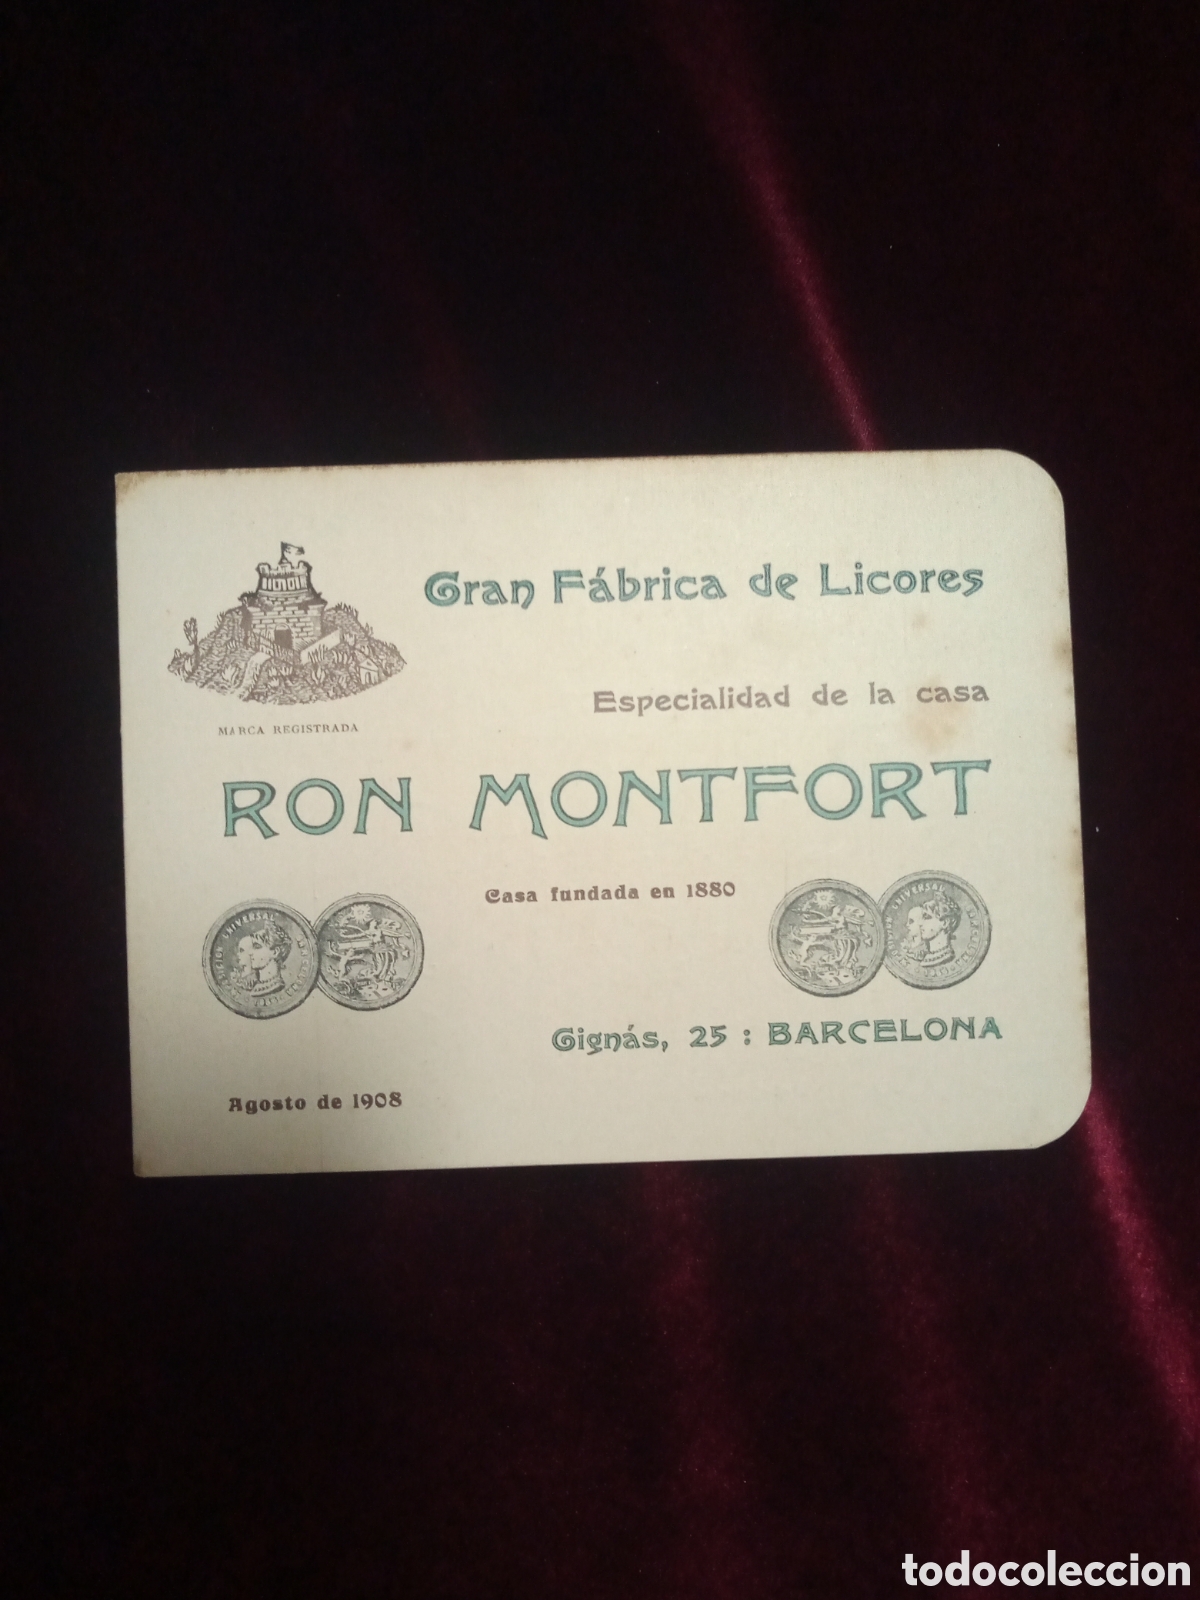 Gran Fábrica de Licores
Especialidad de la casa
MARCA REGISTRADA
RON MONTFORT
Casa fundada en 1880
Gignás, 25 : BARCELONA
Agosto de 1908
todocoleccion